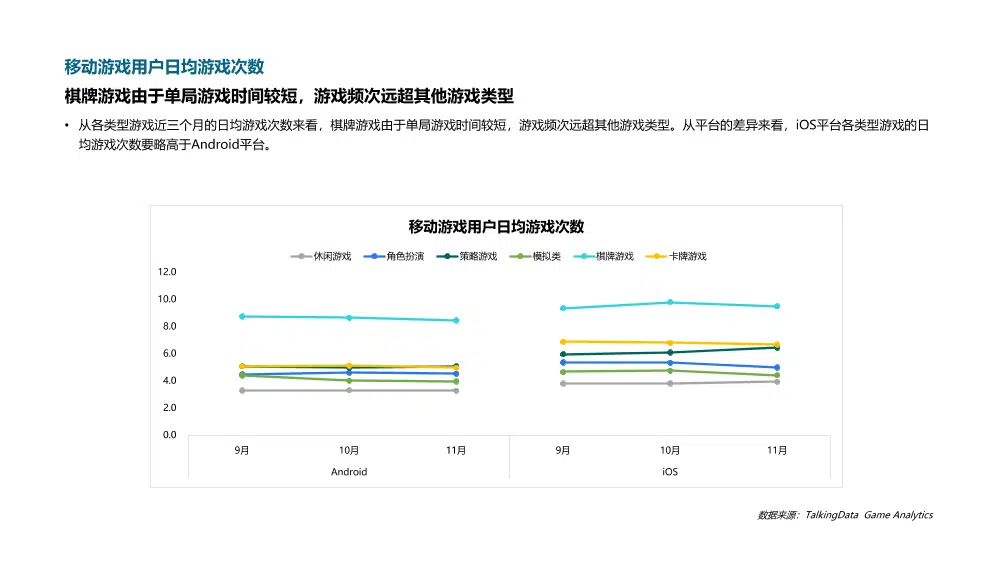 移动游戏用户日均游戏次数
棋牌游戏由于单局游戏时间较短，游戏频次远超其他游戏类型
• 从各类型游戏近三个月的日均游戏次数来看，棋牌游戏由于单局游戏时间较短，游戏频次远超其他游戏类型。从平台的差异来看，iOS平台各类型游戏的日
均游戏次数要略高于Android平台。
移动游戏用户日均游戏次数
休闲游戏 角色扮演 策略游戏 模拟类 棋牌游戏 卡牌游戏
12.0
10.0
8.0
6.0
4.0
2.0
0.0
9月 10月 11月 9月 10月 11月
Android iOS
数据来源：TalkingData Game Analytics